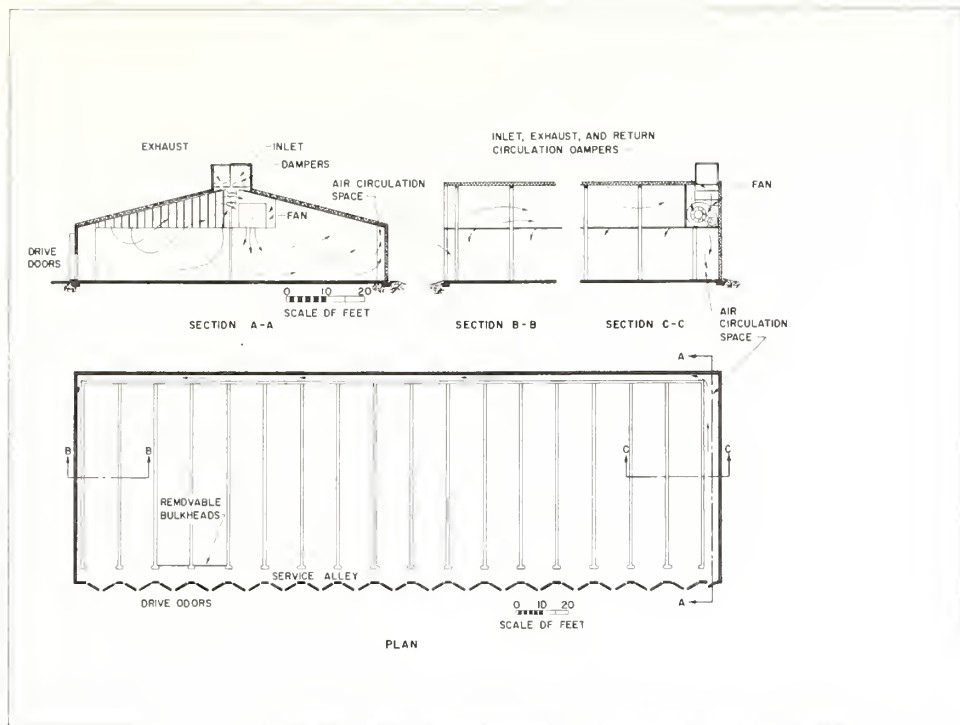 EXHAUST
INLET
DAMPERS
AIR CIRCULATION
SPACE
FAN
DRIVE
DOORS
0 10 20
SCALE OF FEET
SECTION A-A
INLET, EXHAUST, AND RETURN
CIRCULATION DAMPERS
FAN
SECTION B-B
SECTION C-C
AIR
CIRCULATION
SPACE
A
B
B
C
C
REMOVABLE
BULKHEADS
SERVICE ALLEY
DRIVE DOORS
0 10 20
SCALE OF FEET
A
PLAN